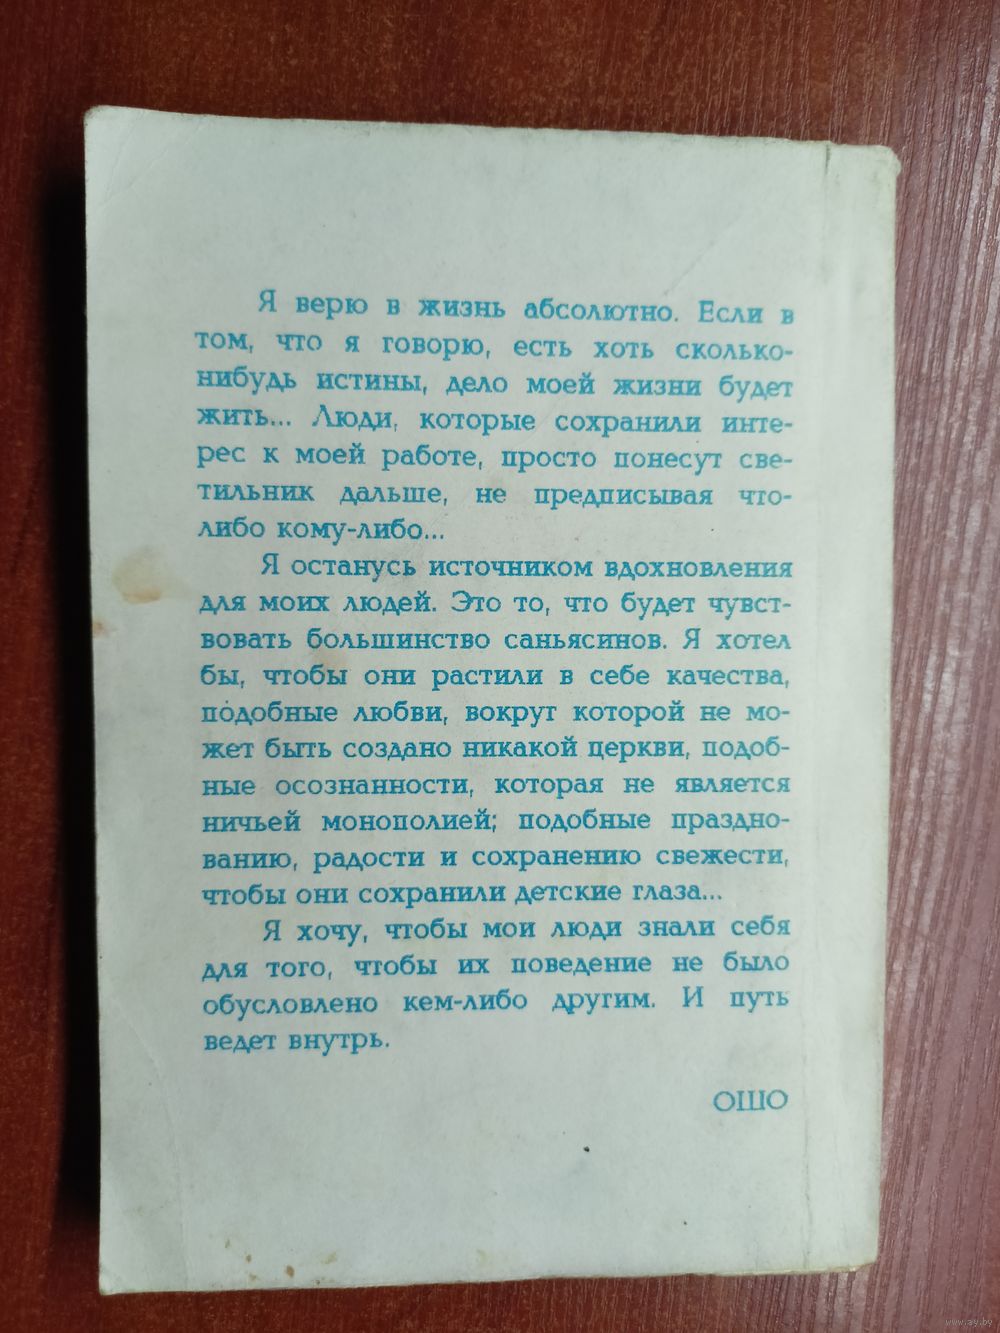 Я верю в жизнь абсолютно. Если в
том, что я говорю, есть хоть сколько-
нибудь истины, дело моей жизни будет
жить... Люди, которые сохранили инте-
рес к моей работе, просто понесут све-
тильник дальше, не предписывая что-
либо кому-либо...
Я останусь источником вдохновления
для моих людей. Это то, что будет чувст-
вовать большинство саньясинов. Я хотел
бы, чтобы они растили в себе качества,
подобные любви, вокруг которой не мо-
жет быть создано никакой церкви, подоб-
ные осознанности, которая не является
ничьей монополией; подобные праздно-
ванию, радости и сохранению свежести,
чтобы они сохранили детские глаза...
Я хочу, чтобы мои люди знали себя
для того, чтобы их поведение не было
обусловлено кем-либо другим. И путь
ведет внутрь.
ОШО
www.ay.by